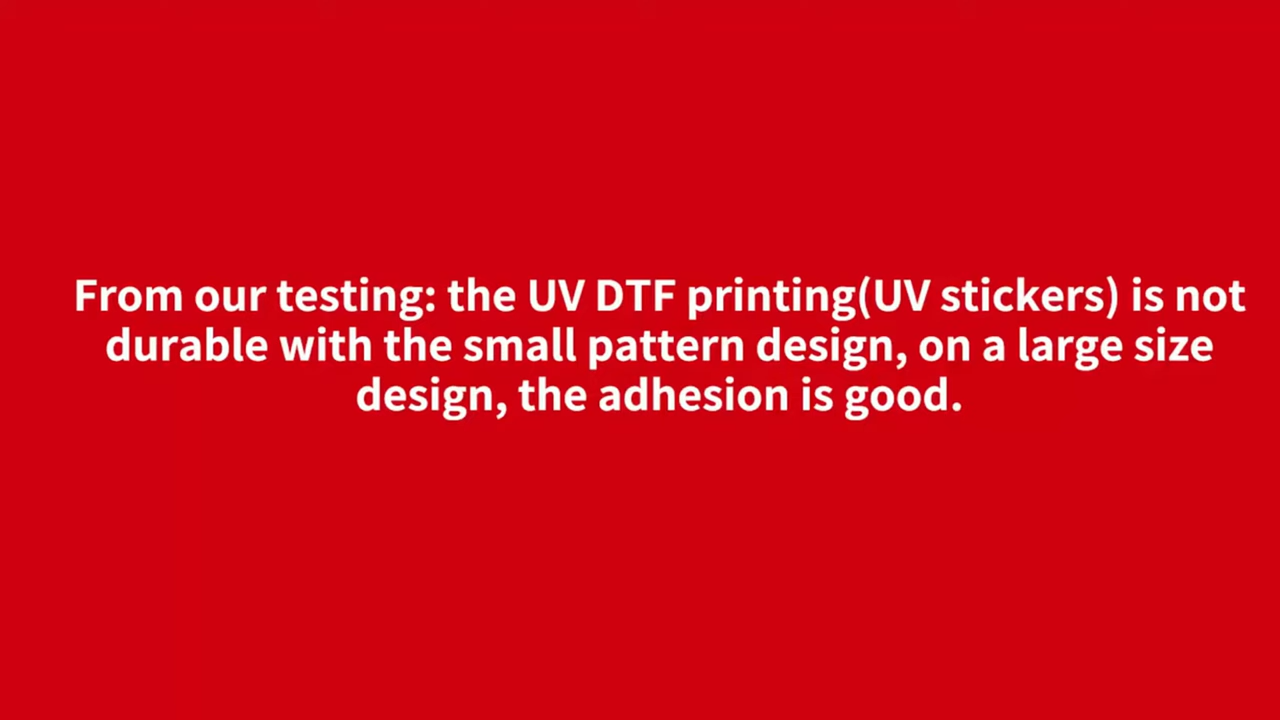 From our testing: the UV DTF printing(UV stickers) is not
durable with the small pattern design, on a large size
design, the adhesion is good.